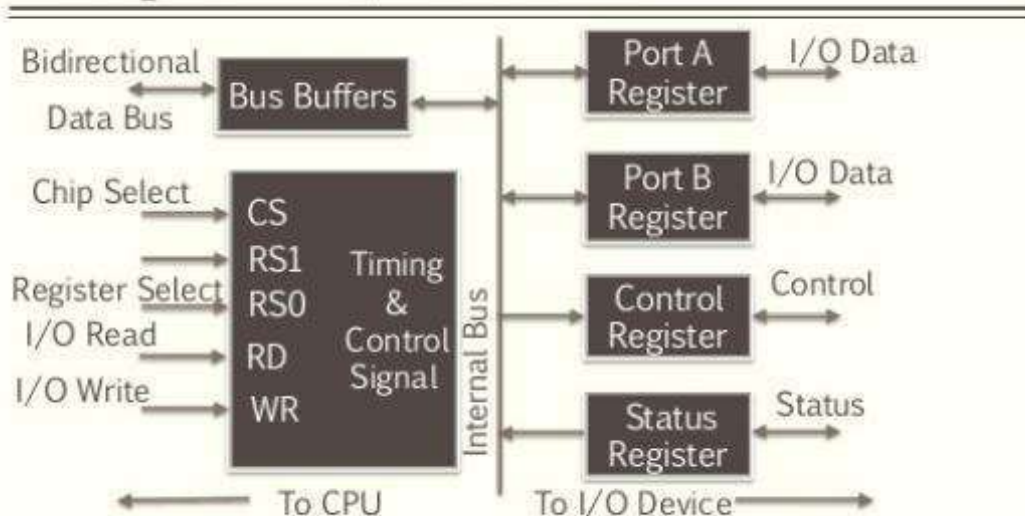 Bidirectional
Data Bus
Bus Buffers
Port A
Register
I/O Data
Port B
Register
I/O Data
Chip Select
CS
RS1
Register Select
RS0
I/O Read
RD
I/O Write
WR
Timing
&
Control
Signal
Internal Bus
Control
Register
Control
Status
Register
Status
To CPU
To I/O Device